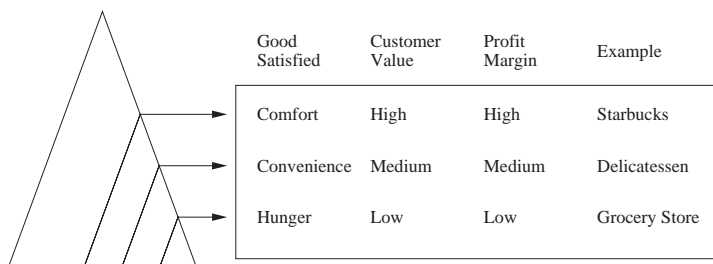 Good Satisfied Customer Value Profit Margin Example
Comfort High High Starbucks
Convenience Medium Medium Delicatessen
Hunger Low Low Grocery Store